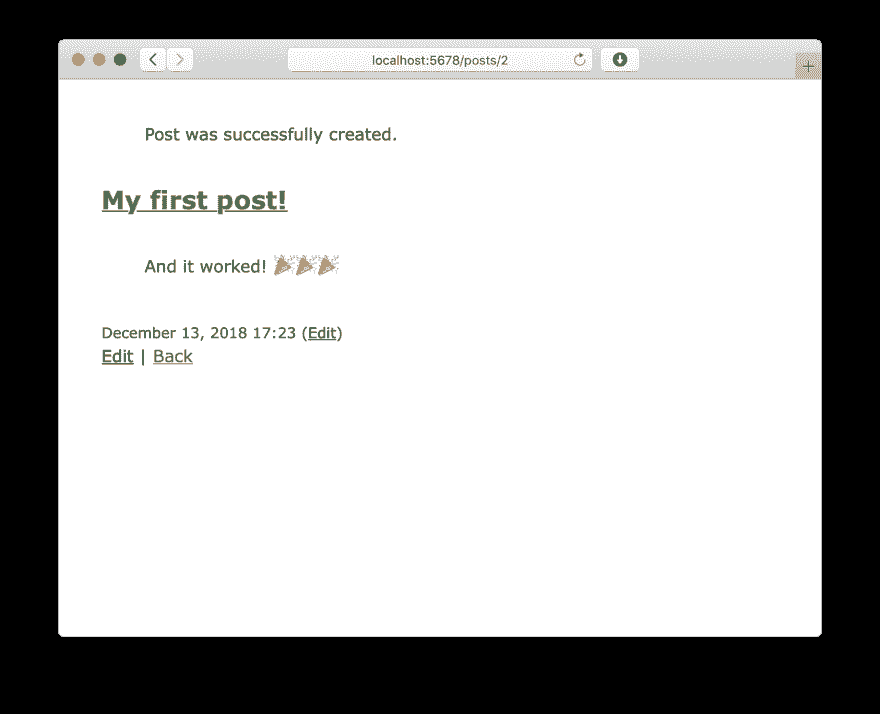 localhost:5678/posts/2
Post was successfully created.
My first post!
And it worked! 🎉🎉🎉
December 13, 2018 17:23 (Edit)
Edit | Back